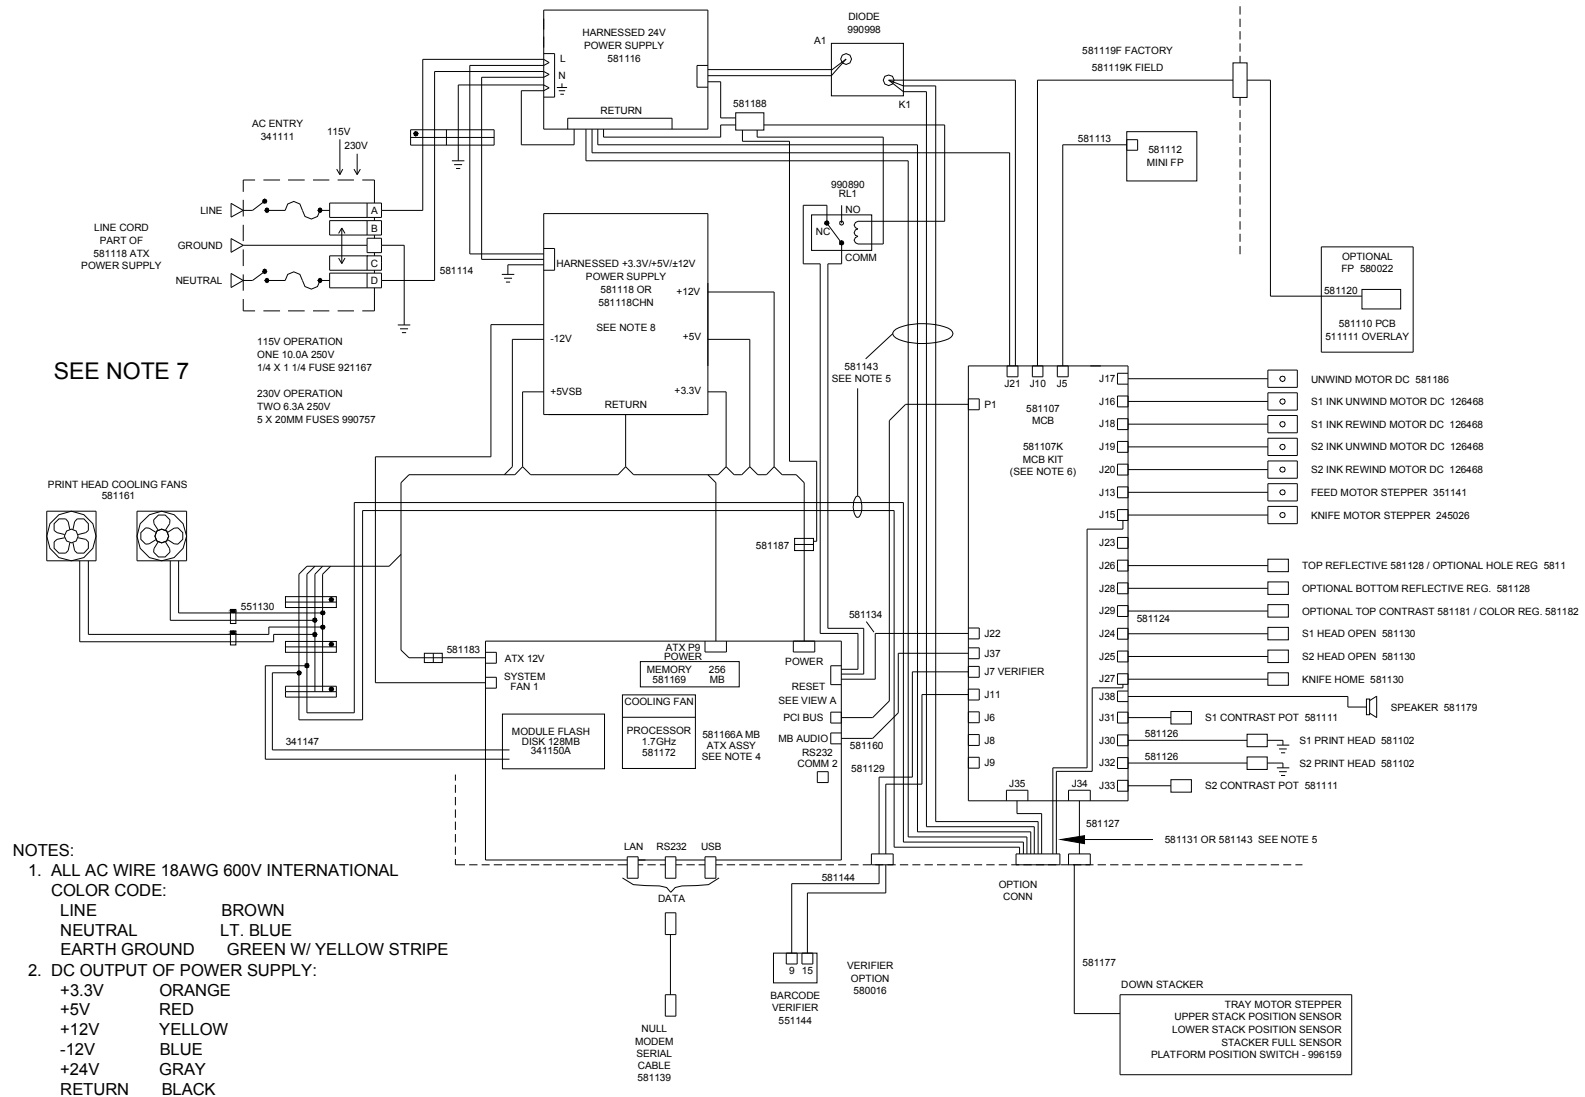 HARNESSED 24V
POWER SUPPLY
581116
L
N
RETURN
DIODE
990998
A1
K1
581188
581119F FACTORY
581119K FIELD
581113
581112
MINI FP
AC ENTRY
341111
115V
230V
LINE
GROUND
NEUTRAL
A
B
C
D
LINE CORD
PART OF
581118 ATX
POWER SUPPLY
581114
115V OPERATION
ONE 10.0A 250V
1/4 X 1 1/4 FUSE 921167
230V OPERATION
TWO 6.3A 250V
5 X 20MM FUSES 990757
SEE NOTE 7
HARNESSED +3.3V/+5V/±12V
POWER SUPPLY
581118 OR
581118CHN
SEE NOTE 8
+12V
-12V
+5V
+5VSB
+3.3V
RETURN
990890
RL1
NO
NC
COMM
581143
SEE NOTE 5
OPTIONAL
FP 580022
581120
581110 PCB
511111 OVERLAY
PRINT HEAD COOLING FANS
581161
551130
581183
341147
581187
581134
ATX 12V
SYSTEM
FAN 1
ATX P9
POWER
MEMORY 256
581169 MB
COOLING FAN
PROCESSOR
1.7GHz
581172
MODULE FLASH
DISK 128MB
341150A
581166A MB
ATX ASSY
SEE NOTE 4
POWER
RESET
SEE VIEW A
PCI BUS
MB AUDIO
RS232
COMM 2
581160
581129
LAN RS232 USB
DATA
NULL
MODEM
SERIAL
CABLE
581139
581144
9 15
BARCODE
VERIFIER
551144
VERIFIER
OPTION
580016
J21 J10 J5
P1
581107
MCB
581107K
MCB KIT
(SEE NOTE 6)
J22
J37
J7 VERIFIER
J11
J6
J8
J9
J35
J34
J17 UNWIND MOTOR DC 581186
J16 S1 INK UNWIND MOTOR DC 126468
J18 S1 INK REWIND MOTOR DC 126468
J19 S2 INK UNWIND MOTOR DC 126468
J20 S2 INK REWIND MOTOR DC 126468
J13 FEED MOTOR STEPPER 351141
J15 KNIFE MOTOR STEPPER 245026
J23
J26 TOP REFLECTIVE 581128 / OPTIONAL HOLE REG 5811
J28 OPTIONAL BOTTOM REFLECTIVE REG. 581128
J29 OPTIONAL TOP CONTRAST 581181 / COLOR REG. 581182
581124
J24 S1 HEAD OPEN 581130
J25 S2 HEAD OPEN 581130
J27 KNIFE HOME 581130
J38 SPEAKER 581179
J31 S1 CONTRAST POT 581111
J30 581126 S1 PRINT HEAD 581102
J32 581126 S2 PRINT HEAD 581102
J33 S2 CONTRAST POT 581111
581127
581131 OR 581143 SEE NOTE 5
OPTION
CONN
581177
DOWN STACKER
TRAY MOTOR STEPPER
UPPER STACK POSITION SENSOR
LOWER STACK POSITION SENSOR
STACKER FULL SENSOR
PLATFORM POSITION SWITCH - 996159
NOTES:
1. ALL AC WIRE 18AWG 600V INTERNATIONAL
COLOR CODE:
LINE BROWN
NEUTRAL LT. BLUE
EARTH GROUND GREEN W/ YELLOW STRIPE
2. DC OUTPUT OF POWER SUPPLY:
+3.3V ORANGE
+5V RED
+12V YELLOW
-12V BLUE
+24V GRAY
RETURN BLACK